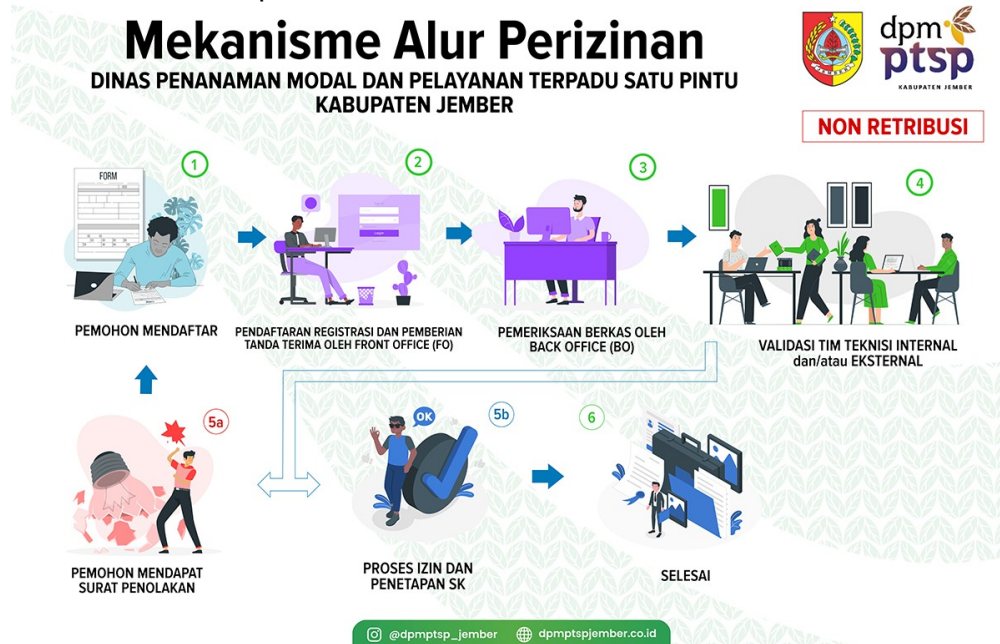 Mekanisme Alur Perizinan
DINAS PENANAMAN MODAL DAN PELAYANAN TERPADU SATU PINTU
KABUPATEN JEMBER
dpm
ptsp
KABUPATEN JEMBER
JEMBER
NON RETRIBUSI
1
FORM
PEMOHON MENDAFTAR
2
PENDAFTARAN REGISTRASI DAN PEMBERIAN
TANDA TERIMA OLEH FRONT OFFICE (FO)
3
PEMERIKSAAN BERKAS OLEH
BACK OFFICE (BO)
4
VALIDASI TIM TEKNISI INTERNAL
dan/atau EKSTERNAL
5a
PEMOHON MENDAPAT
SURAT PENOLAKAN
OK
5b
PROSES IZIN DAN
PENETAPAN SK
6
SELESAI
@dpmptsp_jember
dpmptspjember.co.id